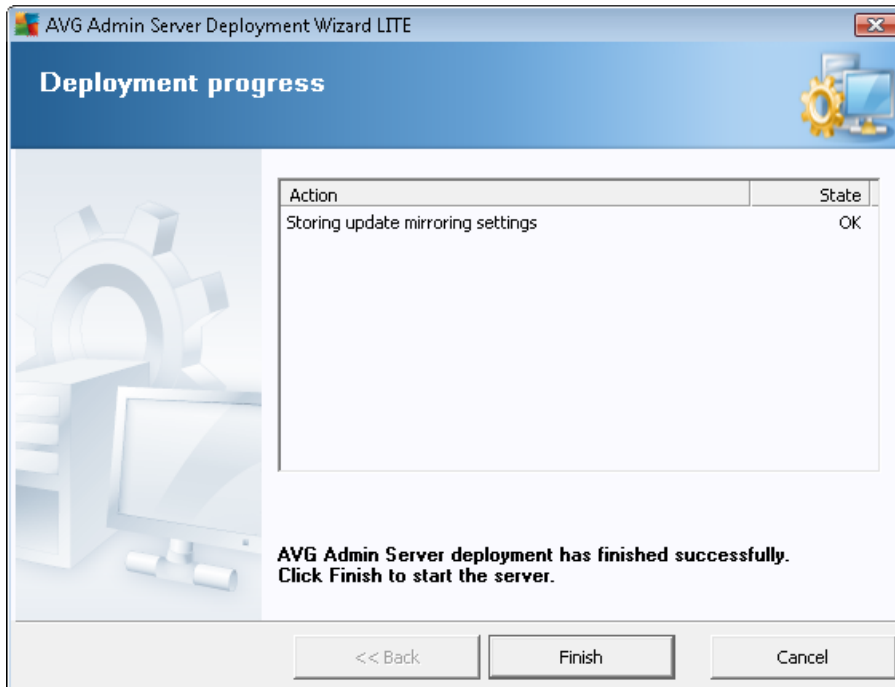 AVG Admin Server Deployment Wizard LITE
Deployment progress
Action State
Storing update mirroring settings OK
AVG Admin Server deployment has finished successfully.
Click Finish to start the server.
<< Back Finish Cancel